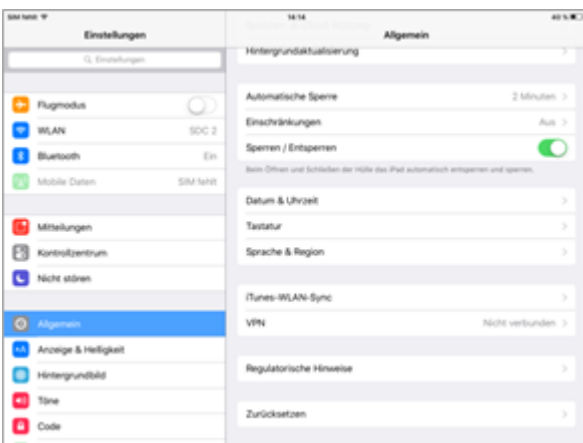 SIM fehlt
14:14
40 %
Einstellungen
Allgemein
Einstellungen
Flugmodus
WLAN
SDC 2
Bluetooth
Ein
Mobile Daten
SIM fehlt
Mitteilungen
Kontrollzentrum
Nicht stören
Allgemein
Anzeige & Helligkeit
Hintergrundbild
Töne
Code
Hintergrundaktualisierung
Automatische Sperre
2 Minuten
Einschränkungen
Aus
Sperren / Entsperren
Beim Öffnen und Schließen der Hülle das iPad automatisch entsperren und sperren.
Datum & Uhrzeit
Tastatur
Sprache & Region
iTunes-WLAN-Sync
VPN
Nicht verbunden
Regulatorische Hinweise
Zurücksetzen